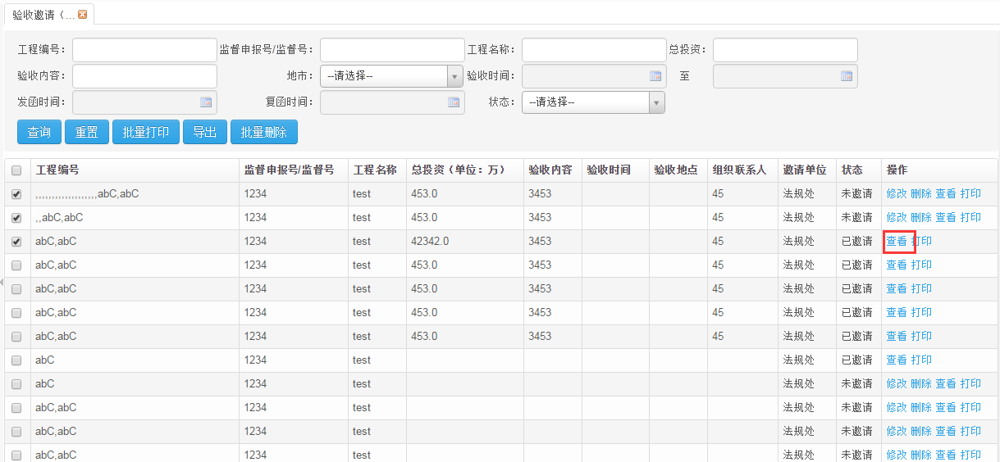 验收邀请（...
工程编号： 监督申报号/监督号： 工程名称： 总投资：
验收内容： 地市： --请选择-- 验收时间： 至
发函时间： 复函时间： 状态： --请选择--
查询 重置 批量打印 导出 批量删除
工程编号 监督申报号/监督号 工程名称 总投资（单位：万） 验收内容 验收时间 验收地点 组织联系人 邀请单位 状态 操作
,,,,,,,,,,,,,,,,,,,abC,abC 1234 test 453.0 3453 45 法规处 未邀请 修改 删除 查看 打印
,,abC,abC 1234 test 453.0 3453 45 法规处 未邀请 修改 删除 查看 打印
abC,abC 1234 test 42342.0 3453 45 法规处 已邀请 查看 打印
abC,abC 1234 test 453.0 3453 45 法规处 已邀请 查看 打印
abC,abC 1234 test 453.0 3453 45 法规处 已邀请 查看 打印
abC,abC 1234 test 453.0 3453 45 法规处 已邀请 查看 打印
abC,abC 1234 test 453.0 3453 45 法规处 已邀请 查看 打印
abC 1234 test 法规处 已邀请 查看 打印
abC 1234 test 法规处 未邀请 修改 删除 查看 打印
abC,abC 1234 test 法规处 未邀请 修改 删除 查看 打印
abC,abC 1234 test 法规处 未邀请 修改 删除 查看 打印
abC,abC 1234 test 法规处 未邀请 修改 删除 查看 打印